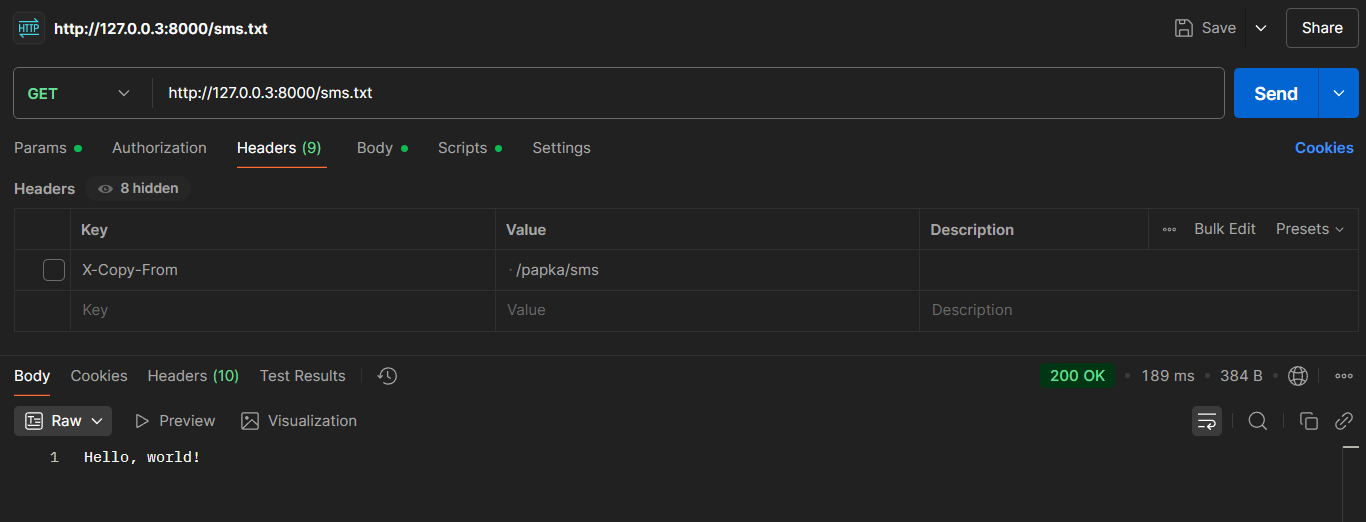 HTTP http://127.0.0.3:8000/sms.txt Save Share
GET http://127.0.0.3:8000/sms.txt Send
Params Authorization Headers (9) Body Scripts Settings Cookies
Headers 8 hidden
Key Value Description Bulk Edit Presets
X-Copy-From /papka/sms
Key Value Description
Body Cookies Headers (10) Test Results 200 OK 189 ms 384 B
Raw Preview Visualization
1 Hello, world!